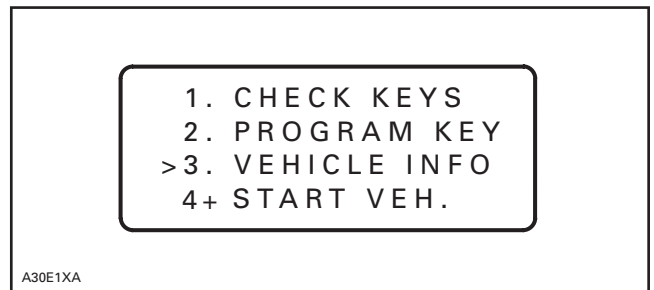 1. CHECK KEYS
2. PROGRAM KEY
>3. VEHICLE INFO
4+ START VEH.
A30E1XA